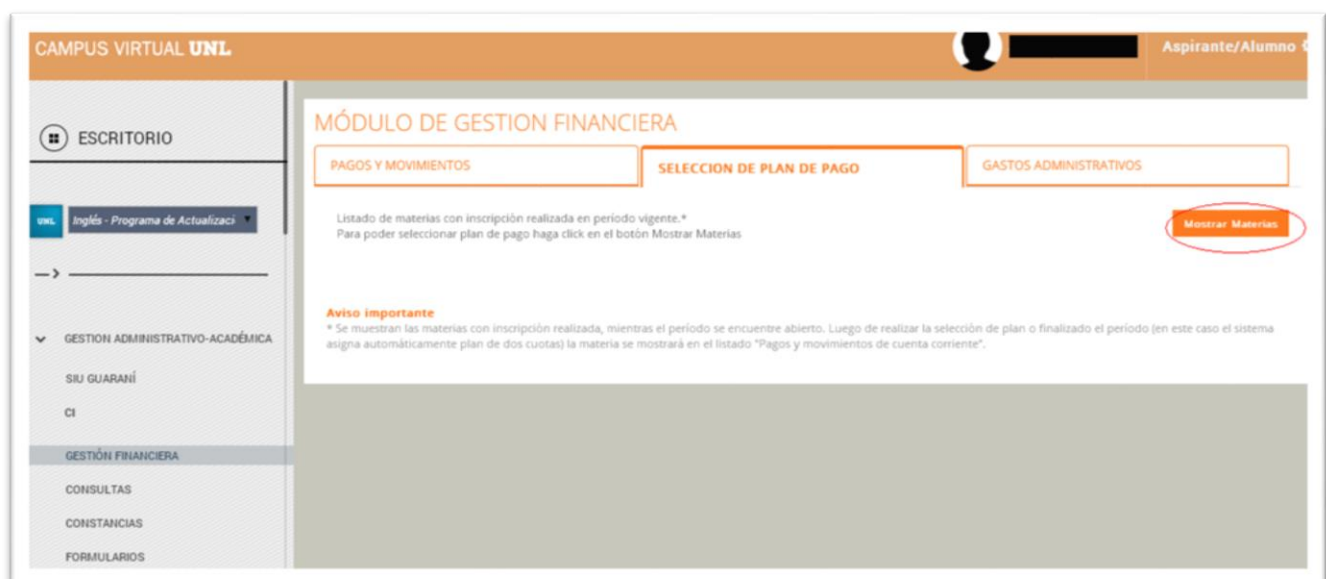 CAMPUS VIRTUAL UNL
Aspirante/Alumno
ESCRITORIO
UNL Inglés - Programa de Actualizaci
GESTION ADMINISTRATIVO-ACADÉMICA
SIU GUARANÍ
CI
GESTIÓN FINANCIERA
CONSULTAS
CONSTANCIAS
FORMULARIOS
MÓDULO DE GESTION FINANCIERA
PAGOS Y MOVIMIENTOS
SELECCION DE PLAN DE PAGO
GASTOS ADMINISTRATIVOS
Listado de materias con inscripción realizada en período vigente.*
Para poder seleccionar plan de pago haga click en el botón Mostrar Materias
Mostrar Materias
Aviso importante
* Se muestran las materias con inscripción realizada, mientras el período se encuentre abierto. Luego de realizar la selección de plan o finalizado el período (en este caso el sistema
asigna automáticamente plan de dos cuotas) la materia se mostrará en el listado "Pagos y movimientos de cuenta corriente".